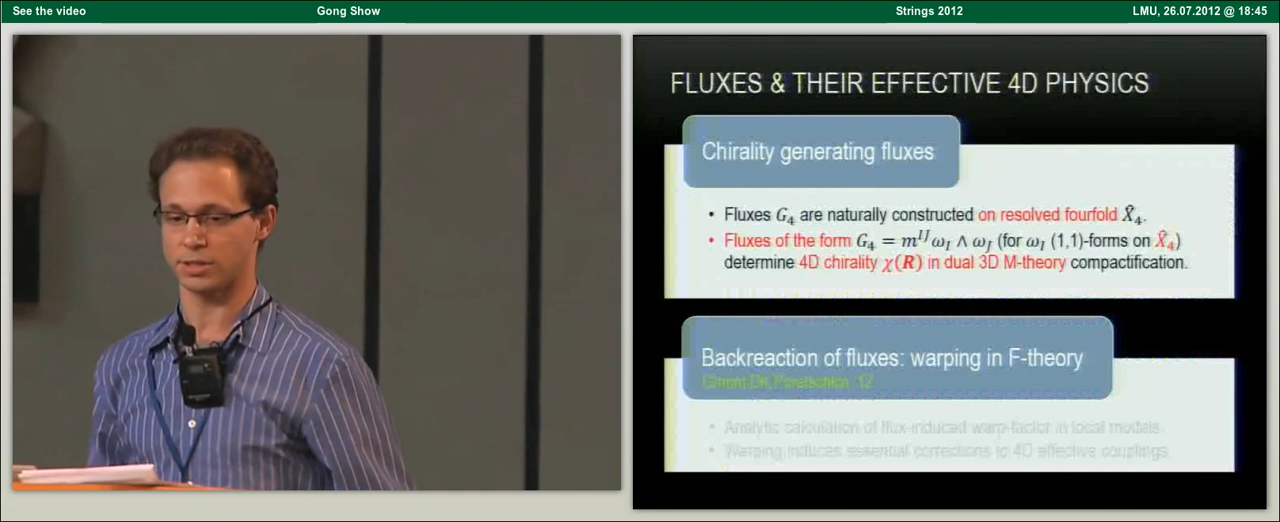 See the video
Gong Show
Strings 2012
LMU, 26.07.2012 @ 18:45
FLUXES & THEIR EFFECTIVE 4D PHYSICS
Chirality generating fluxes
• Fluxes G₄ are naturally constructed on resolved fourfold X̂₄.
• Fluxes of the form G₄ = mᴵᴶω_I ∧ ω_J (for ω_I (1,1)-forms on X̂₄)
determine 4D chirality χ(R) in dual 3D M-theory compactification.
Backreaction of fluxes: warping in F-theory
12
• Analytic calculation of flux-induced warp-factor in local models.
• Warping induces essential corrections to 4D effective couplings.